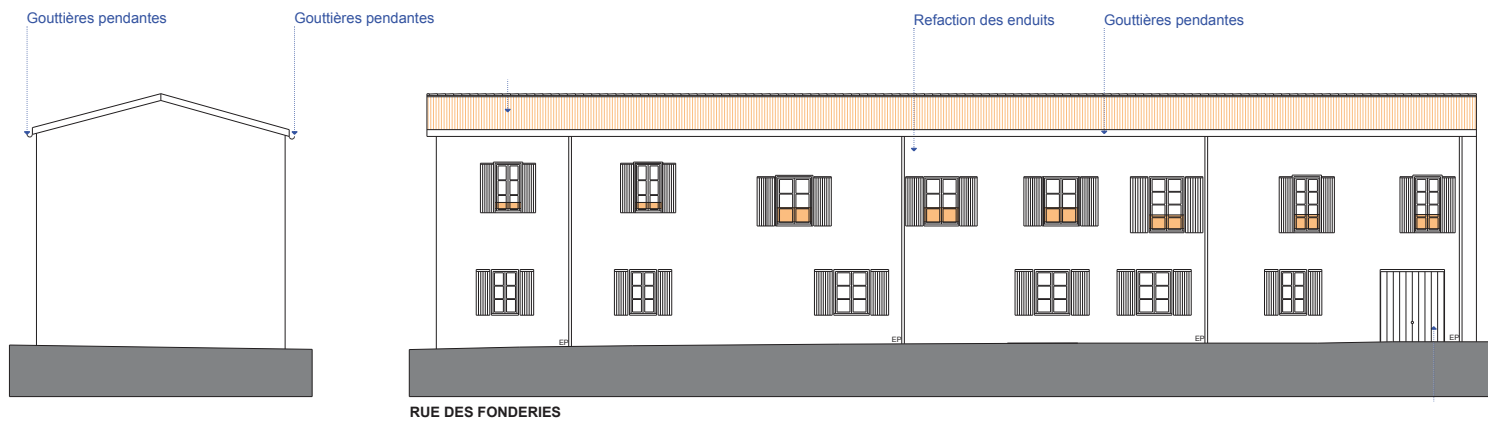 Gouttières pendantes
Gouttières pendantes
Refaction des enduits
Gouttières pendantes
EP
EP
EP
EP
RUE DES FONDERIES